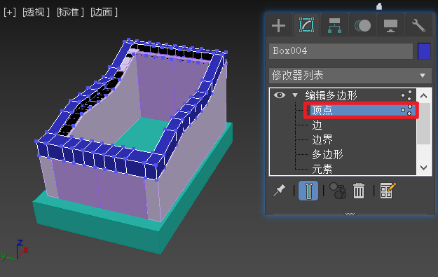 [+] [透视] [标准] [边面]
Box004
修改器列表
编辑多边形
顶点
边
边界
多边形
元素
z
y
x